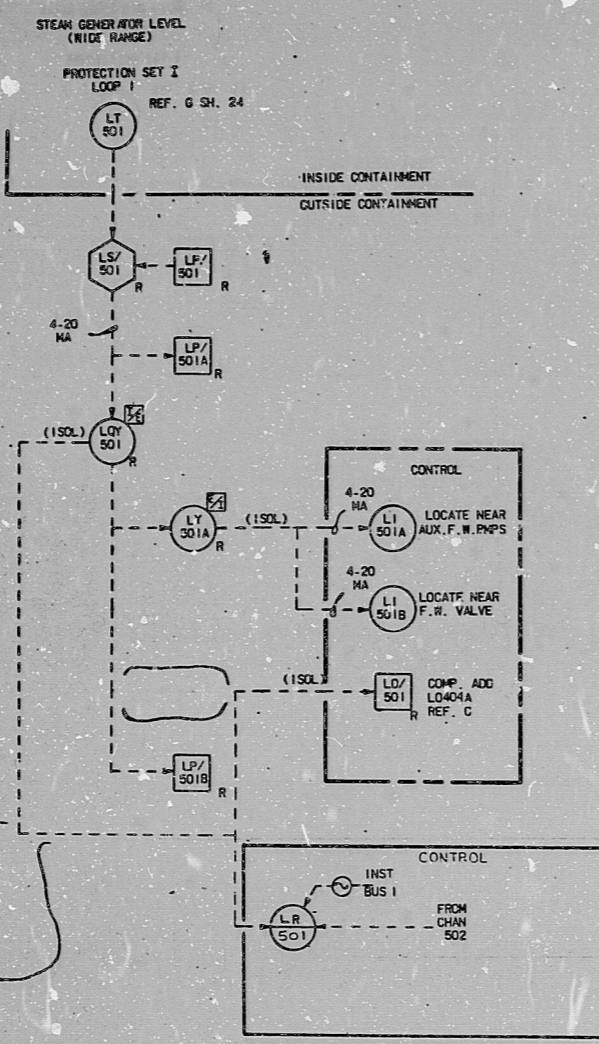 STEAM GENERATOR LEVEL
(WIDE RANGE)
PROTECTION SET I
LOOP 1
REF. G SH. 24
LT
501
INSIDE CONTAINMENT
OUTSIDE CONTAINMENT
LS/
501
R
LP/
501
R
4-20
MA
LP/
501A
R
I/E
(ISOL)
LQY
501
R
E/I
LY
501A
R
(ISOL)
CONTROL
4-20
MA
LI
501A
LOCATE NEAR
AUX.F.W.PMPS
4-20
MA
LI
501B
LOCATE NEAR
F.W. VALVE
(ISOL)
LO/
501
R
COMP. ADD
L0404A
REF. C
LP/
501B
R
CONTROL
INST
BUS 1
LR
501
FROM
CHAN
502